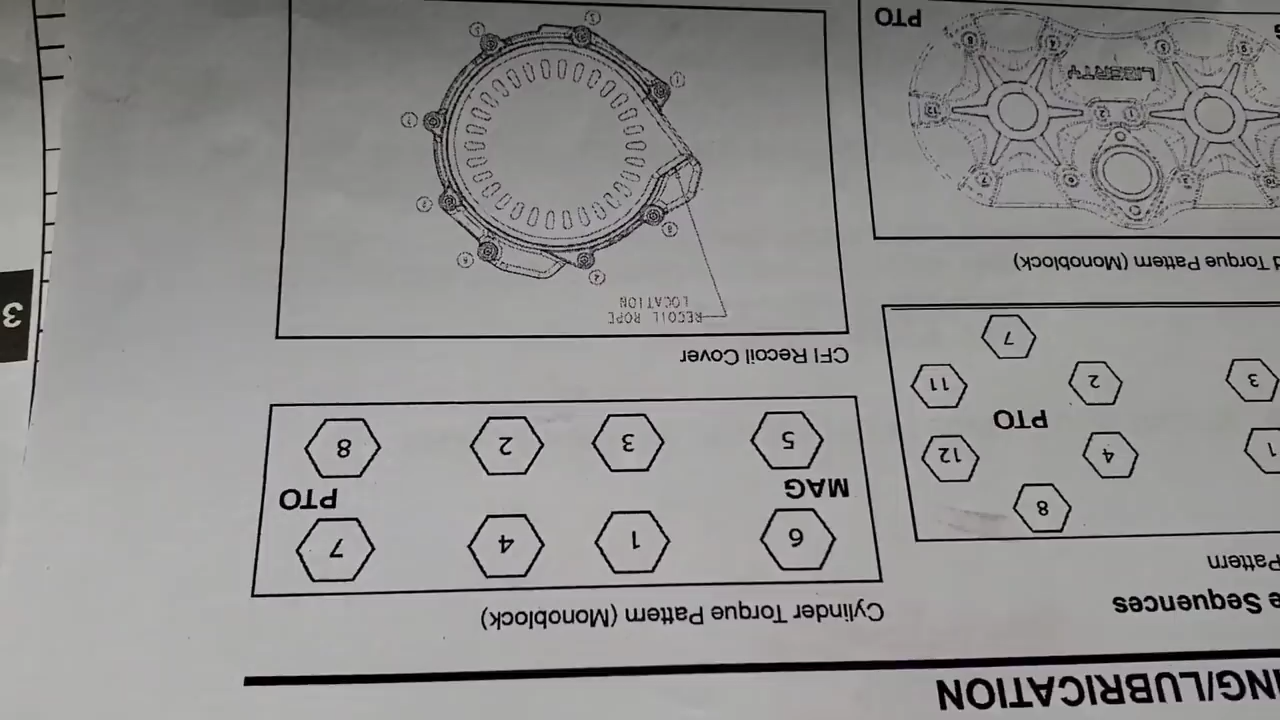 NG/LUBRICATION
e Sequences
Pattern
8
1 4 12
PTO
3 2 11
7
d Torque Pattern (Monoblock)
LIBERTY
PTO
Cylinder Torque Pattern (Monoblock)
6 1 4 7
MAG PTO
5 3 2 8
CFI Recoil Cover
RECOIL ROPE
LOCATION
3